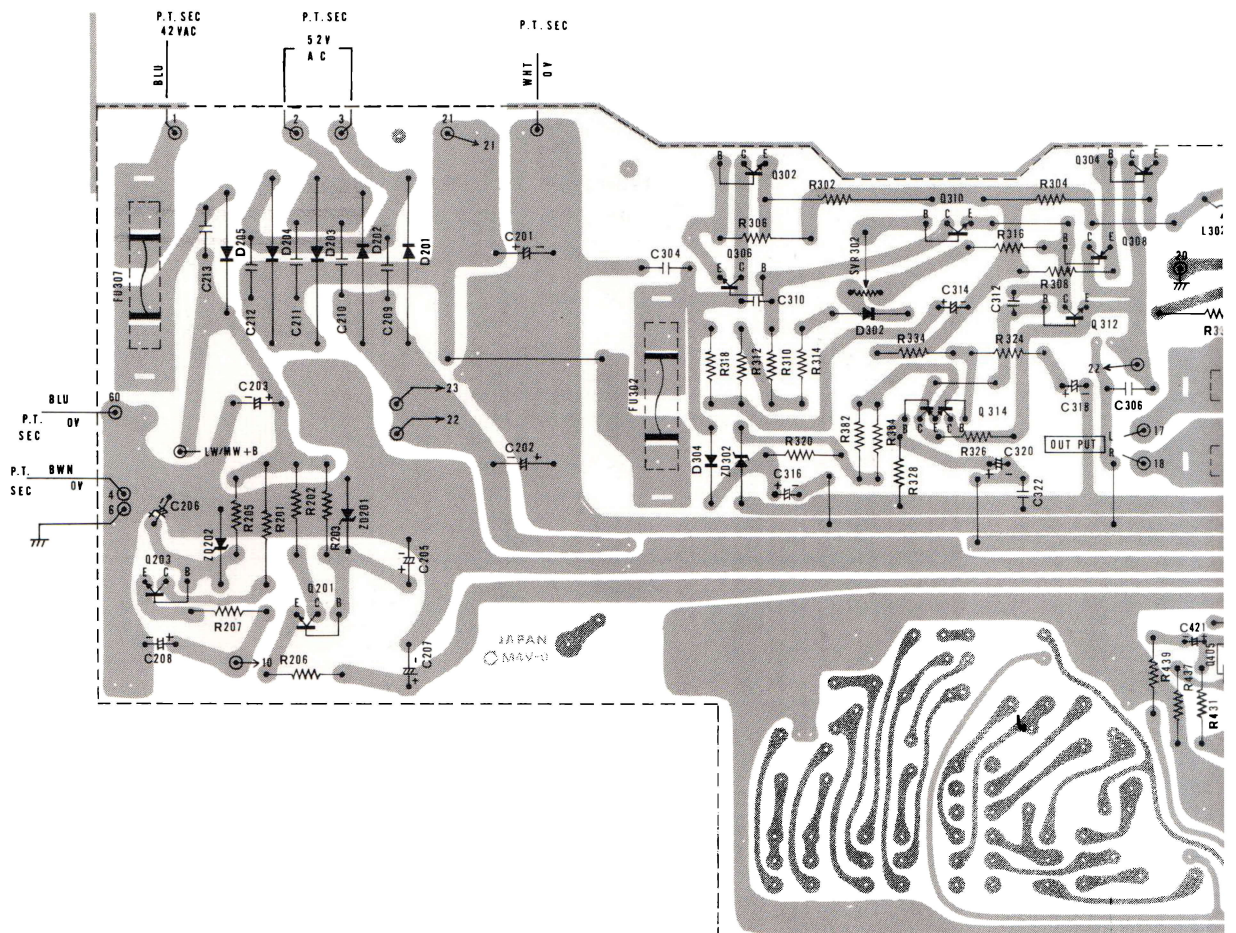 P.T. SEC
42VAC
P.T. SEC
52V
AC
P.T. SEC
BLU
WHT
0V
1
2
3
21
21
B C E
Q302
B C E
Q304
R302
R304
Q310
B C E
R306
R316
B C E
Q308
L302
C201
+ -
D205
D204
D203
D202
D201
C304
Q306
E C B
SVR302
20
R308
C213
C212
C211
C210
C209
FU307
C310
C314
+ -
C312
B C E
Q312
D302
R334
R324
R318
R312
R310
R314
22
C203
- +
23
22
FU302
C318
+ -
C306
BLU
P.T.
SEC
0V
60
B C E C B
Q314
R382
R384
OUT PUT
L
R
17
18
LW/MW +B
C202
- +
D304
ZD302
R320
R326
C320
- +
P.T.
SEC
BWN
0V
4
6
C206
R205
R201
R202
R203
ZD201
ZD202
C316
+ -
R328
C322
Q203
E C B
C205
- +
Q201
E C B
R207
JAPAN
M4V-0
C208
- +
10
R206
C207
- +
C421
- +
R439
R437
R431
Q405